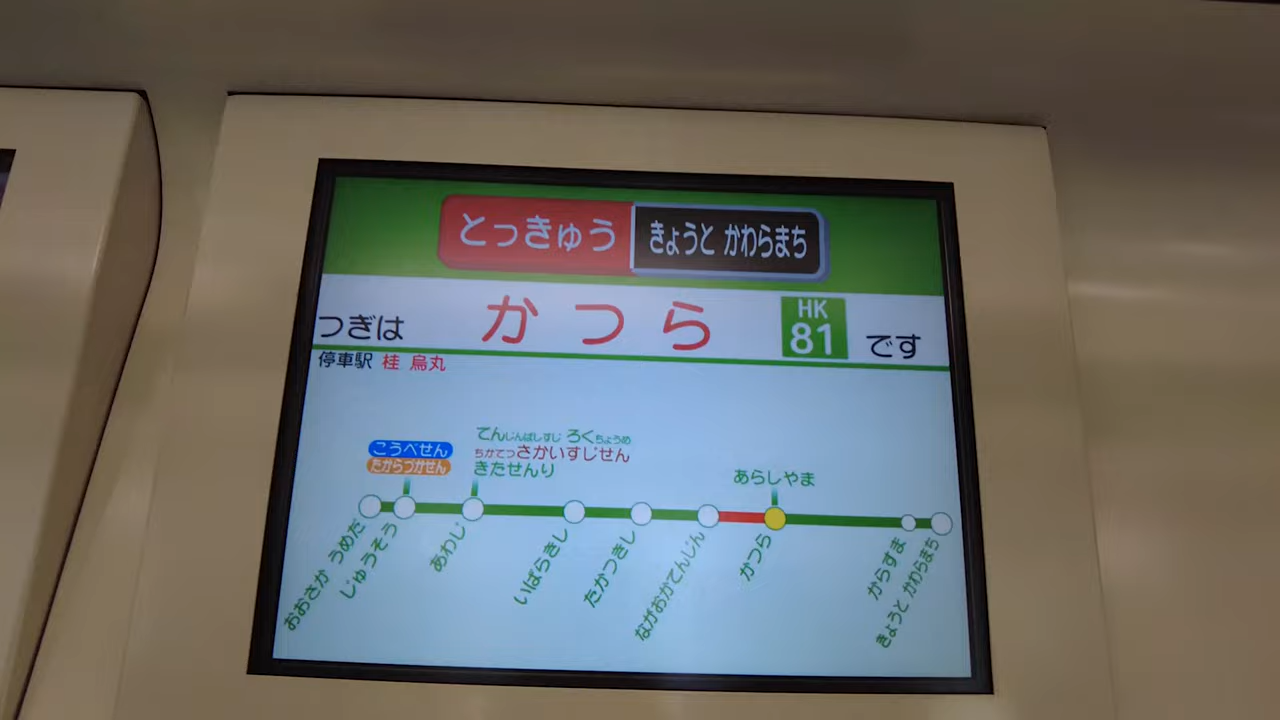 とっきゅう きょうと かわらまち
つぎは かつら HK 81 です
停車駅 桂 烏丸
こうべせん
たからづかせん
てんじんばしすじ ろくちょうめ
ちかてつさかいすじせん
きたせんり
あらしやま
おおさか うめだ
じゅうそう
あわじ
いばらきし
たかつきし
ながおかてんじん
かつら
からすま
きょうと かわらまち